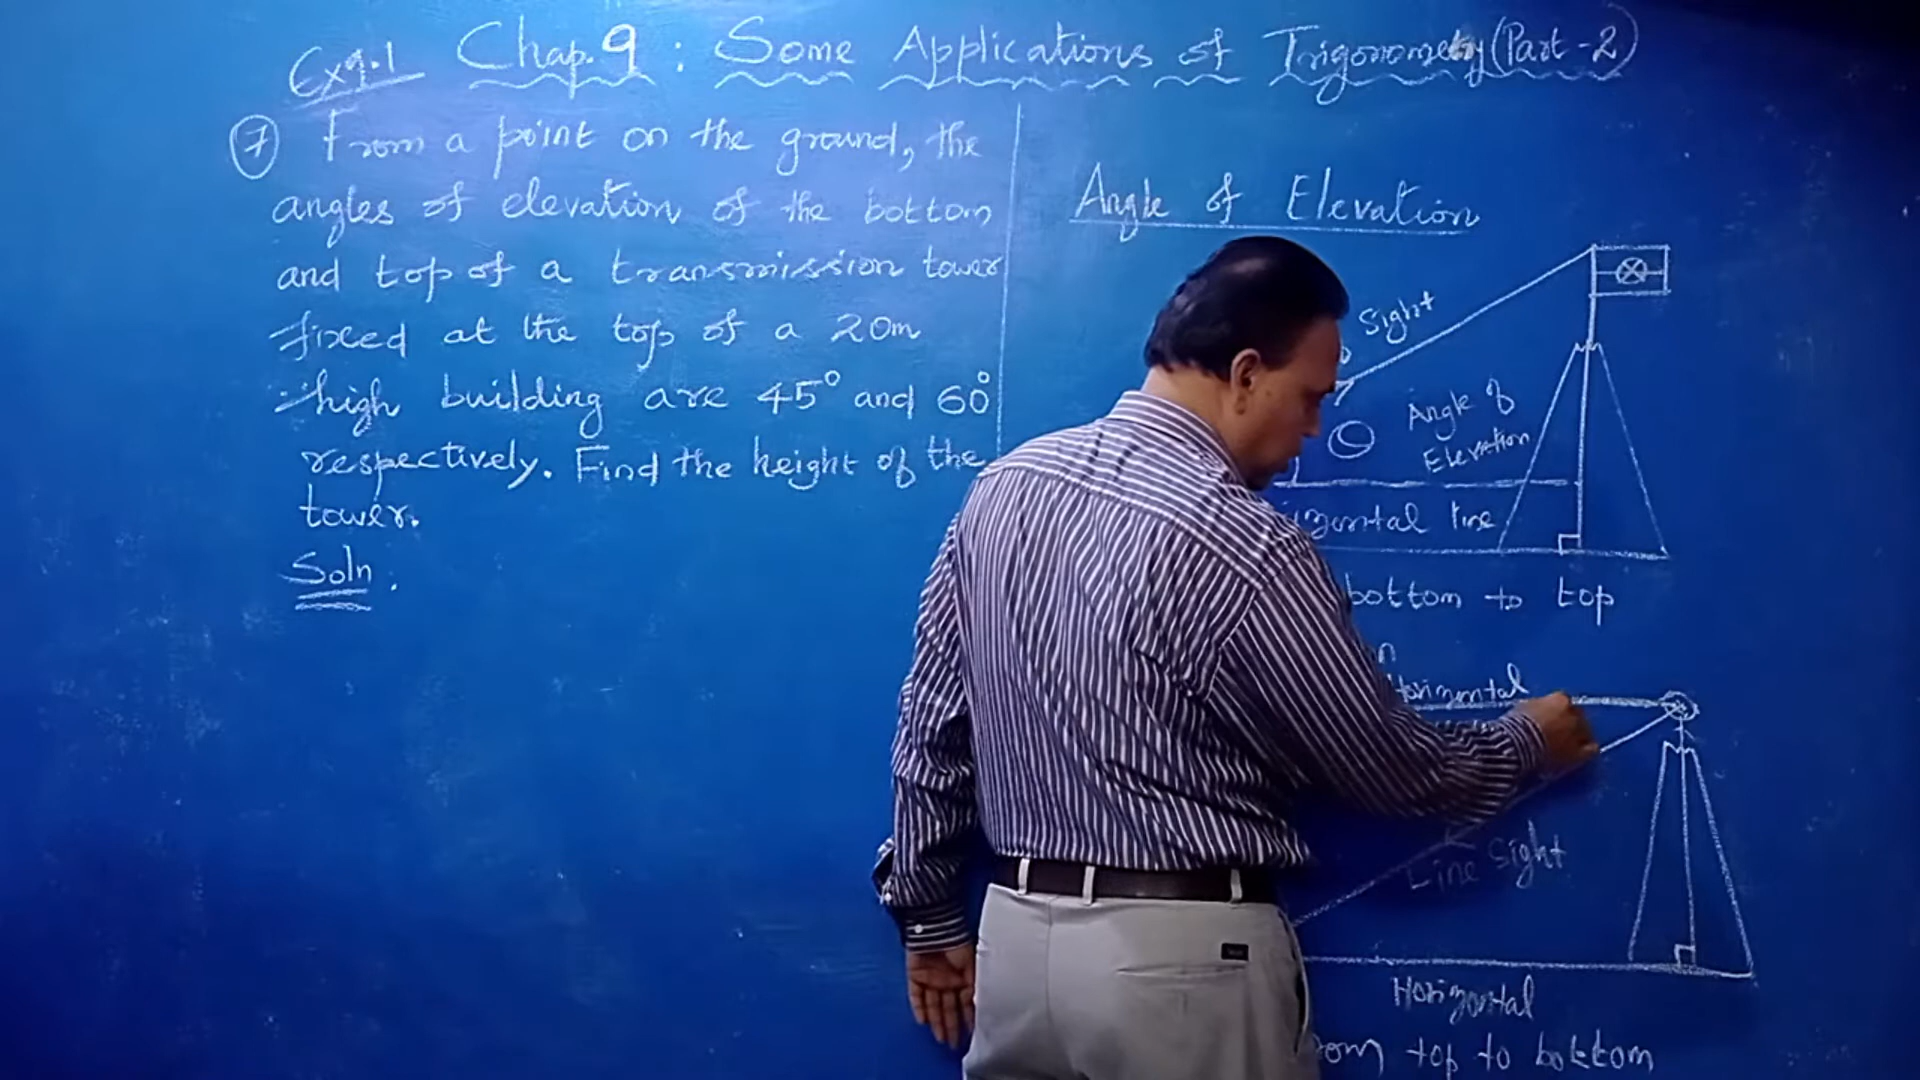 Ex9.1 Chap.9: Some Applications of Trigonometry (Part-2)
7 From a point on the ground, the
angles of elevation of the bottom
and top of a transmission tower
fixed at the top of a 20m
high building are 45° and 60°
respectively. Find the height of the
tower.
Soln.
Angle of Elevation
Sight
Angle of
Elevation
line
bottom to top
Horizontal
Line Sight
Horizontal
top to bottom